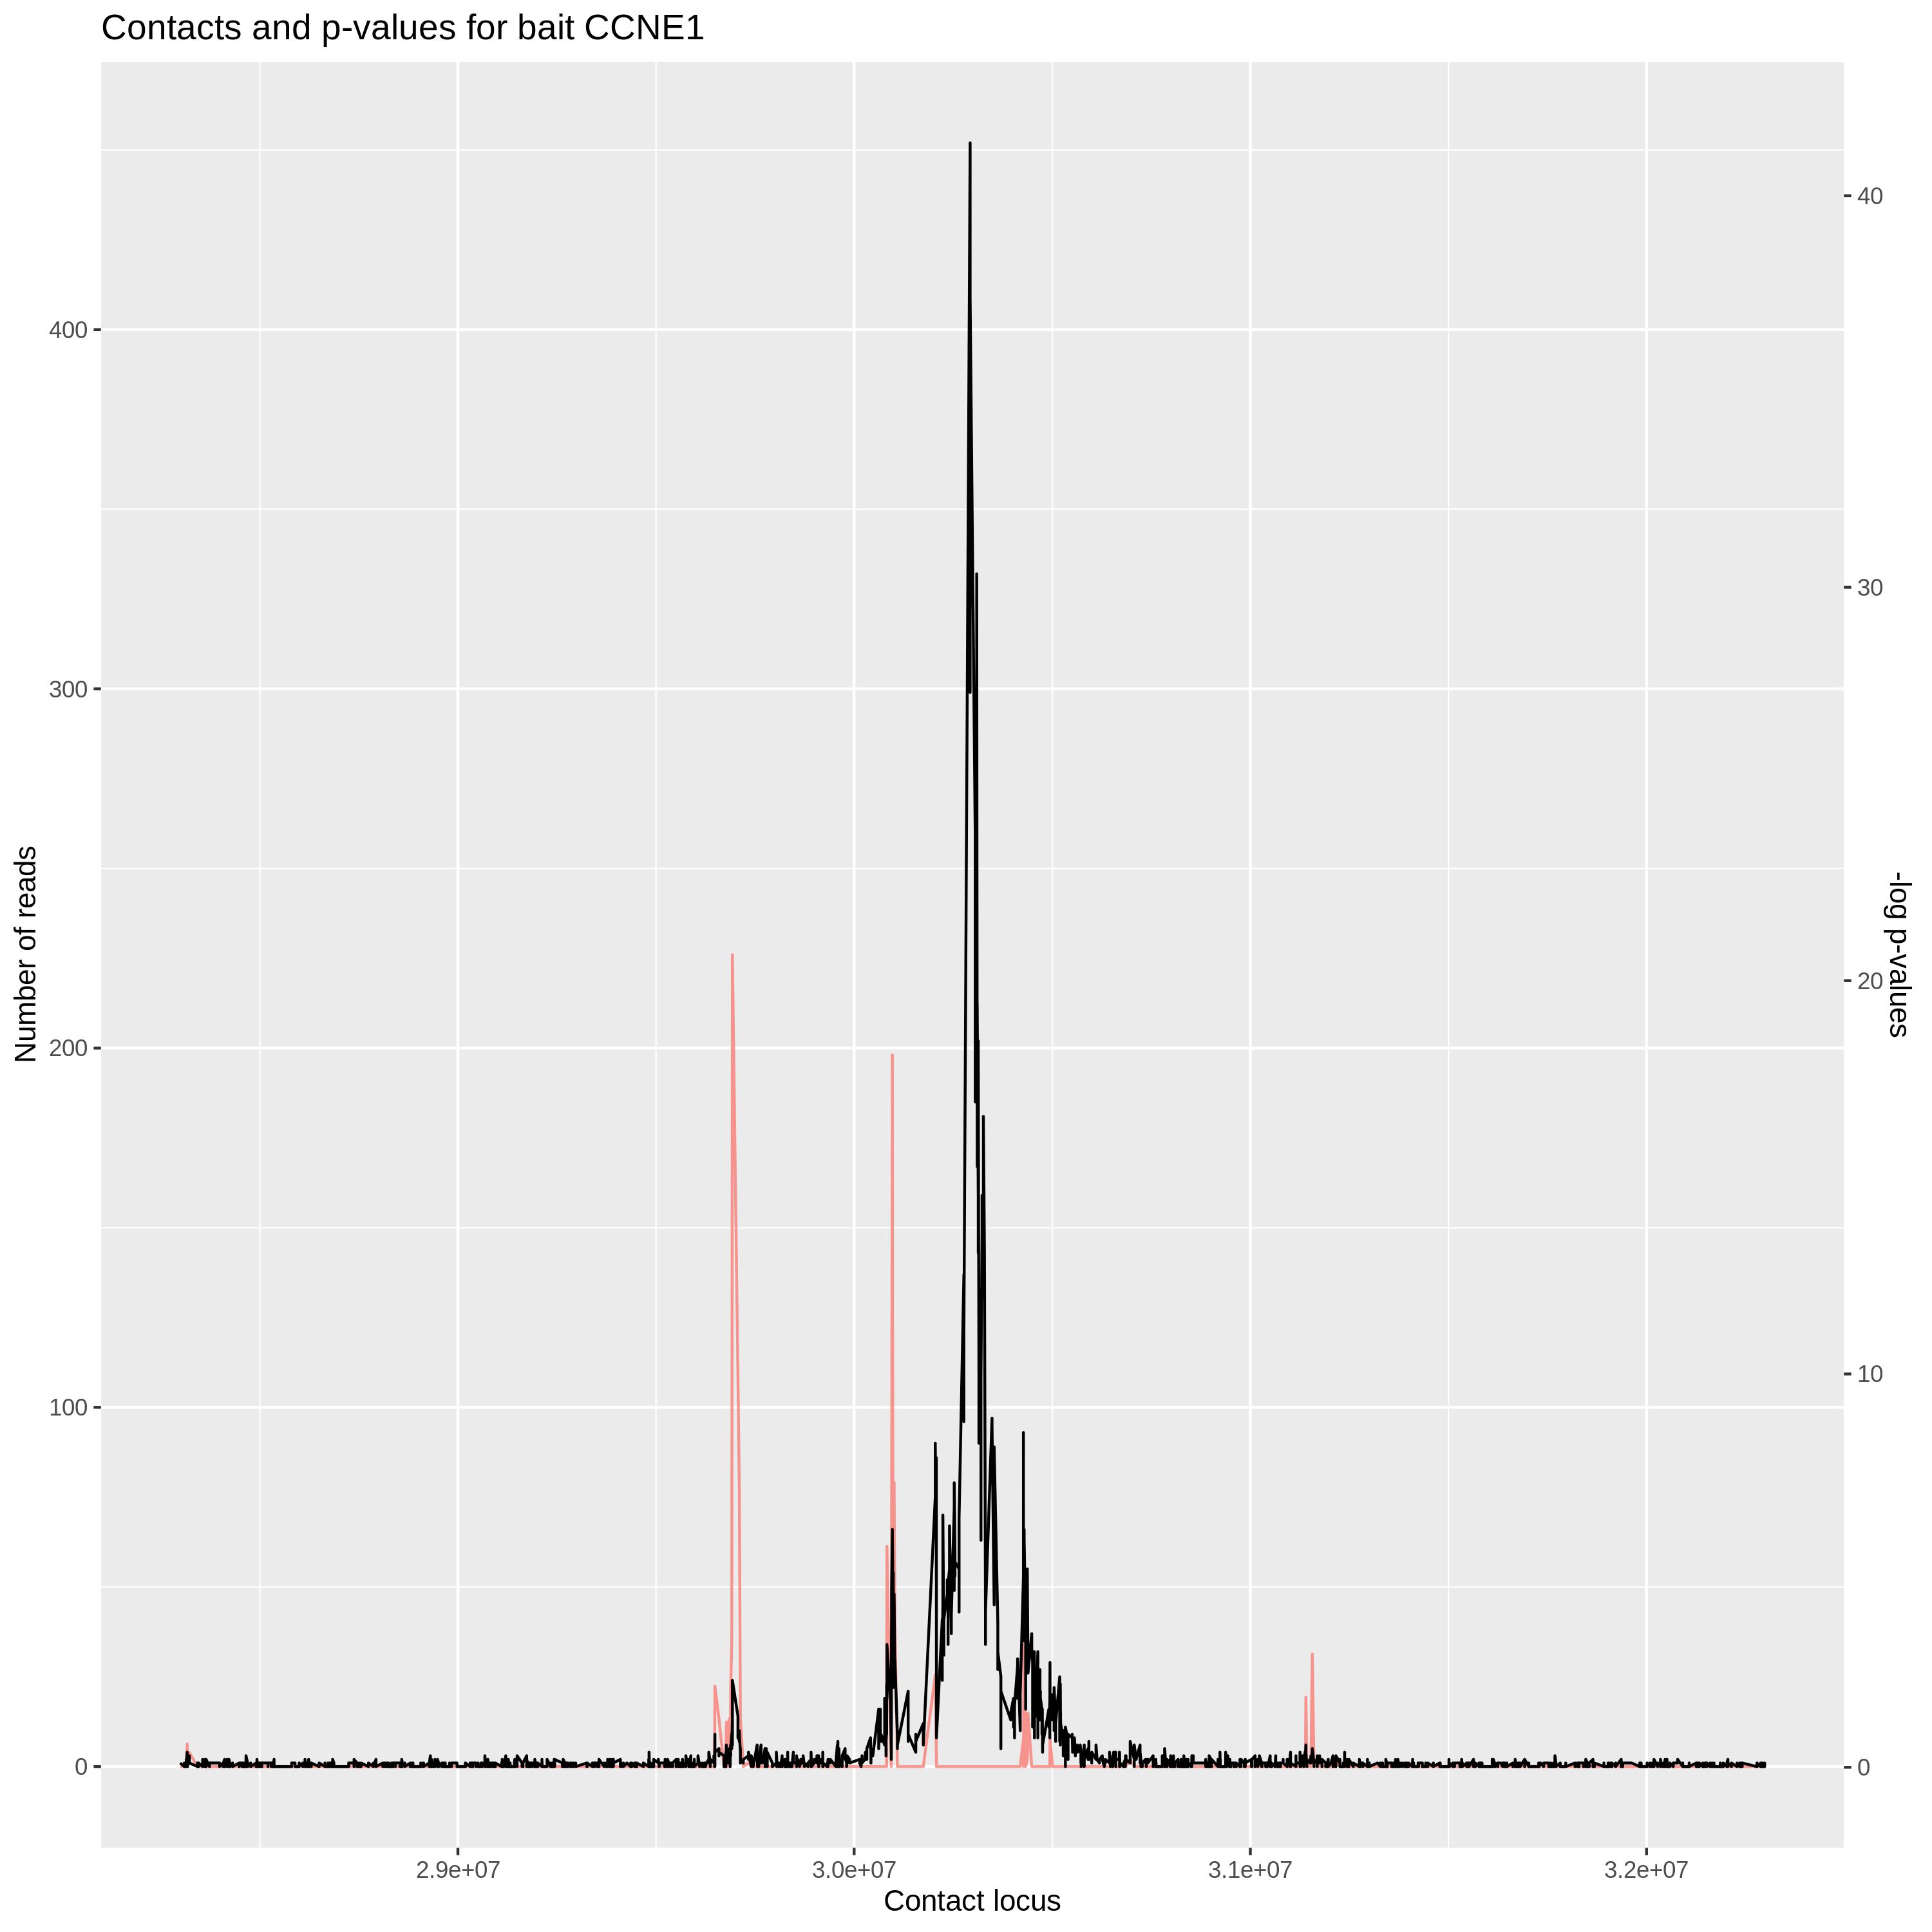 Contacts and p-values for bait CCNE1
400
300
200
100
0
Number of reads
40
30
20
10
0
-log p-values
2.9e+07
3.0e+07
3.1e+07
3.2e+07
Contact locus